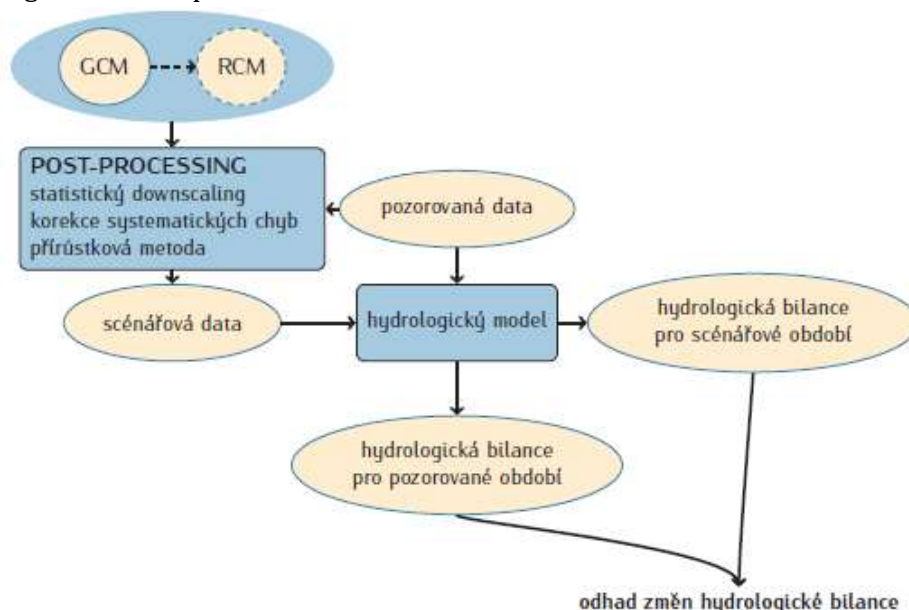 GCM
RCM
POST-PROCESSING
statistický downscaling
korekce systematických chyb
přírůstková metoda
pozorovaná data
scénářová data
hydrologický model
hydrologická bilance
pro scénářové období
hydrologická bilance
pro pozorované období
odhad změn hydrologické bilance